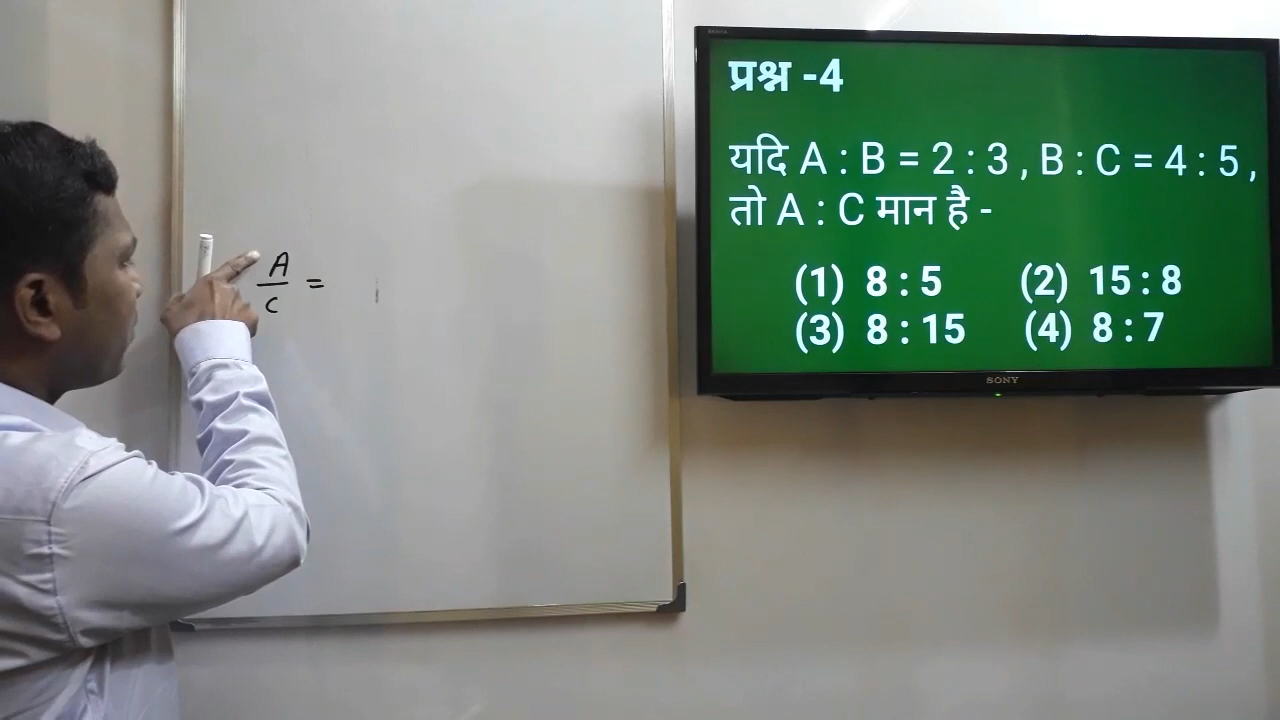 प्रश्न -4
यदि A : B = 2 : 3 , B : C = 4 : 5 ,
तो A : C मान है -
(1) 8 : 5 (2) 15 : 8
(3) 8 : 15 (4) 8 : 7
SONY
A
C =